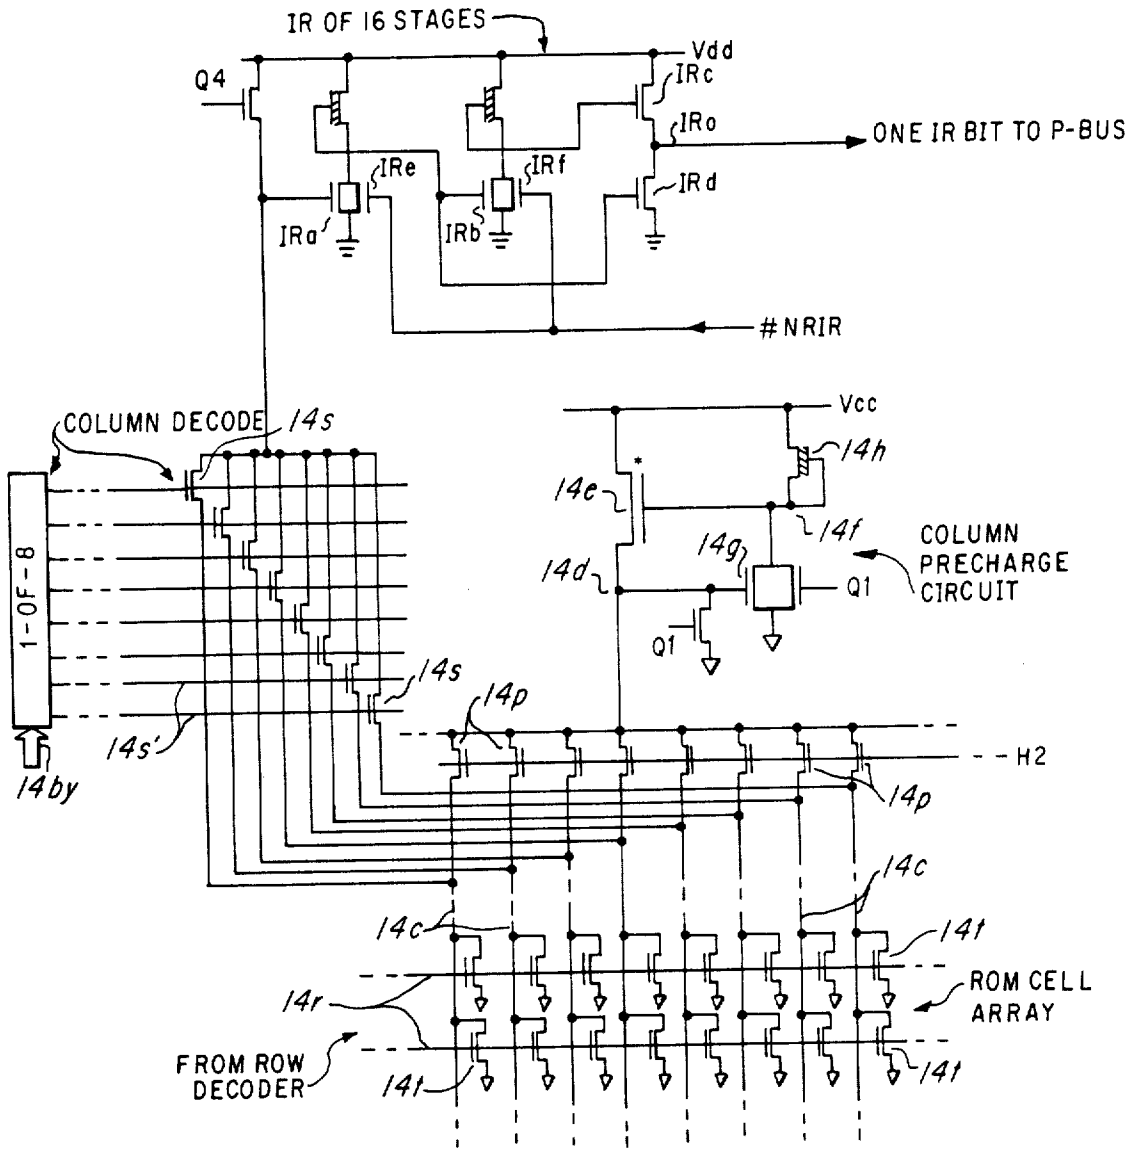 IR OF 16 STAGES
Vdd
Q4
IRc
IRo
ONE IR BIT TO P-BUS
IRe
IRf
IRd
IRa
IRb
#NRIR
COLUMN DECODE
14s
Vcc
*
14h
14e
14f
COLUMN
PRECHARGE
CIRCUIT
14g
14d
Q1
Q1
1-OF-8
14s
14p
14s'
14by
H2
14p
14c
14c
14t
14r
ROM CELL
ARRAY
FROM ROW
DECODER
14t
14t